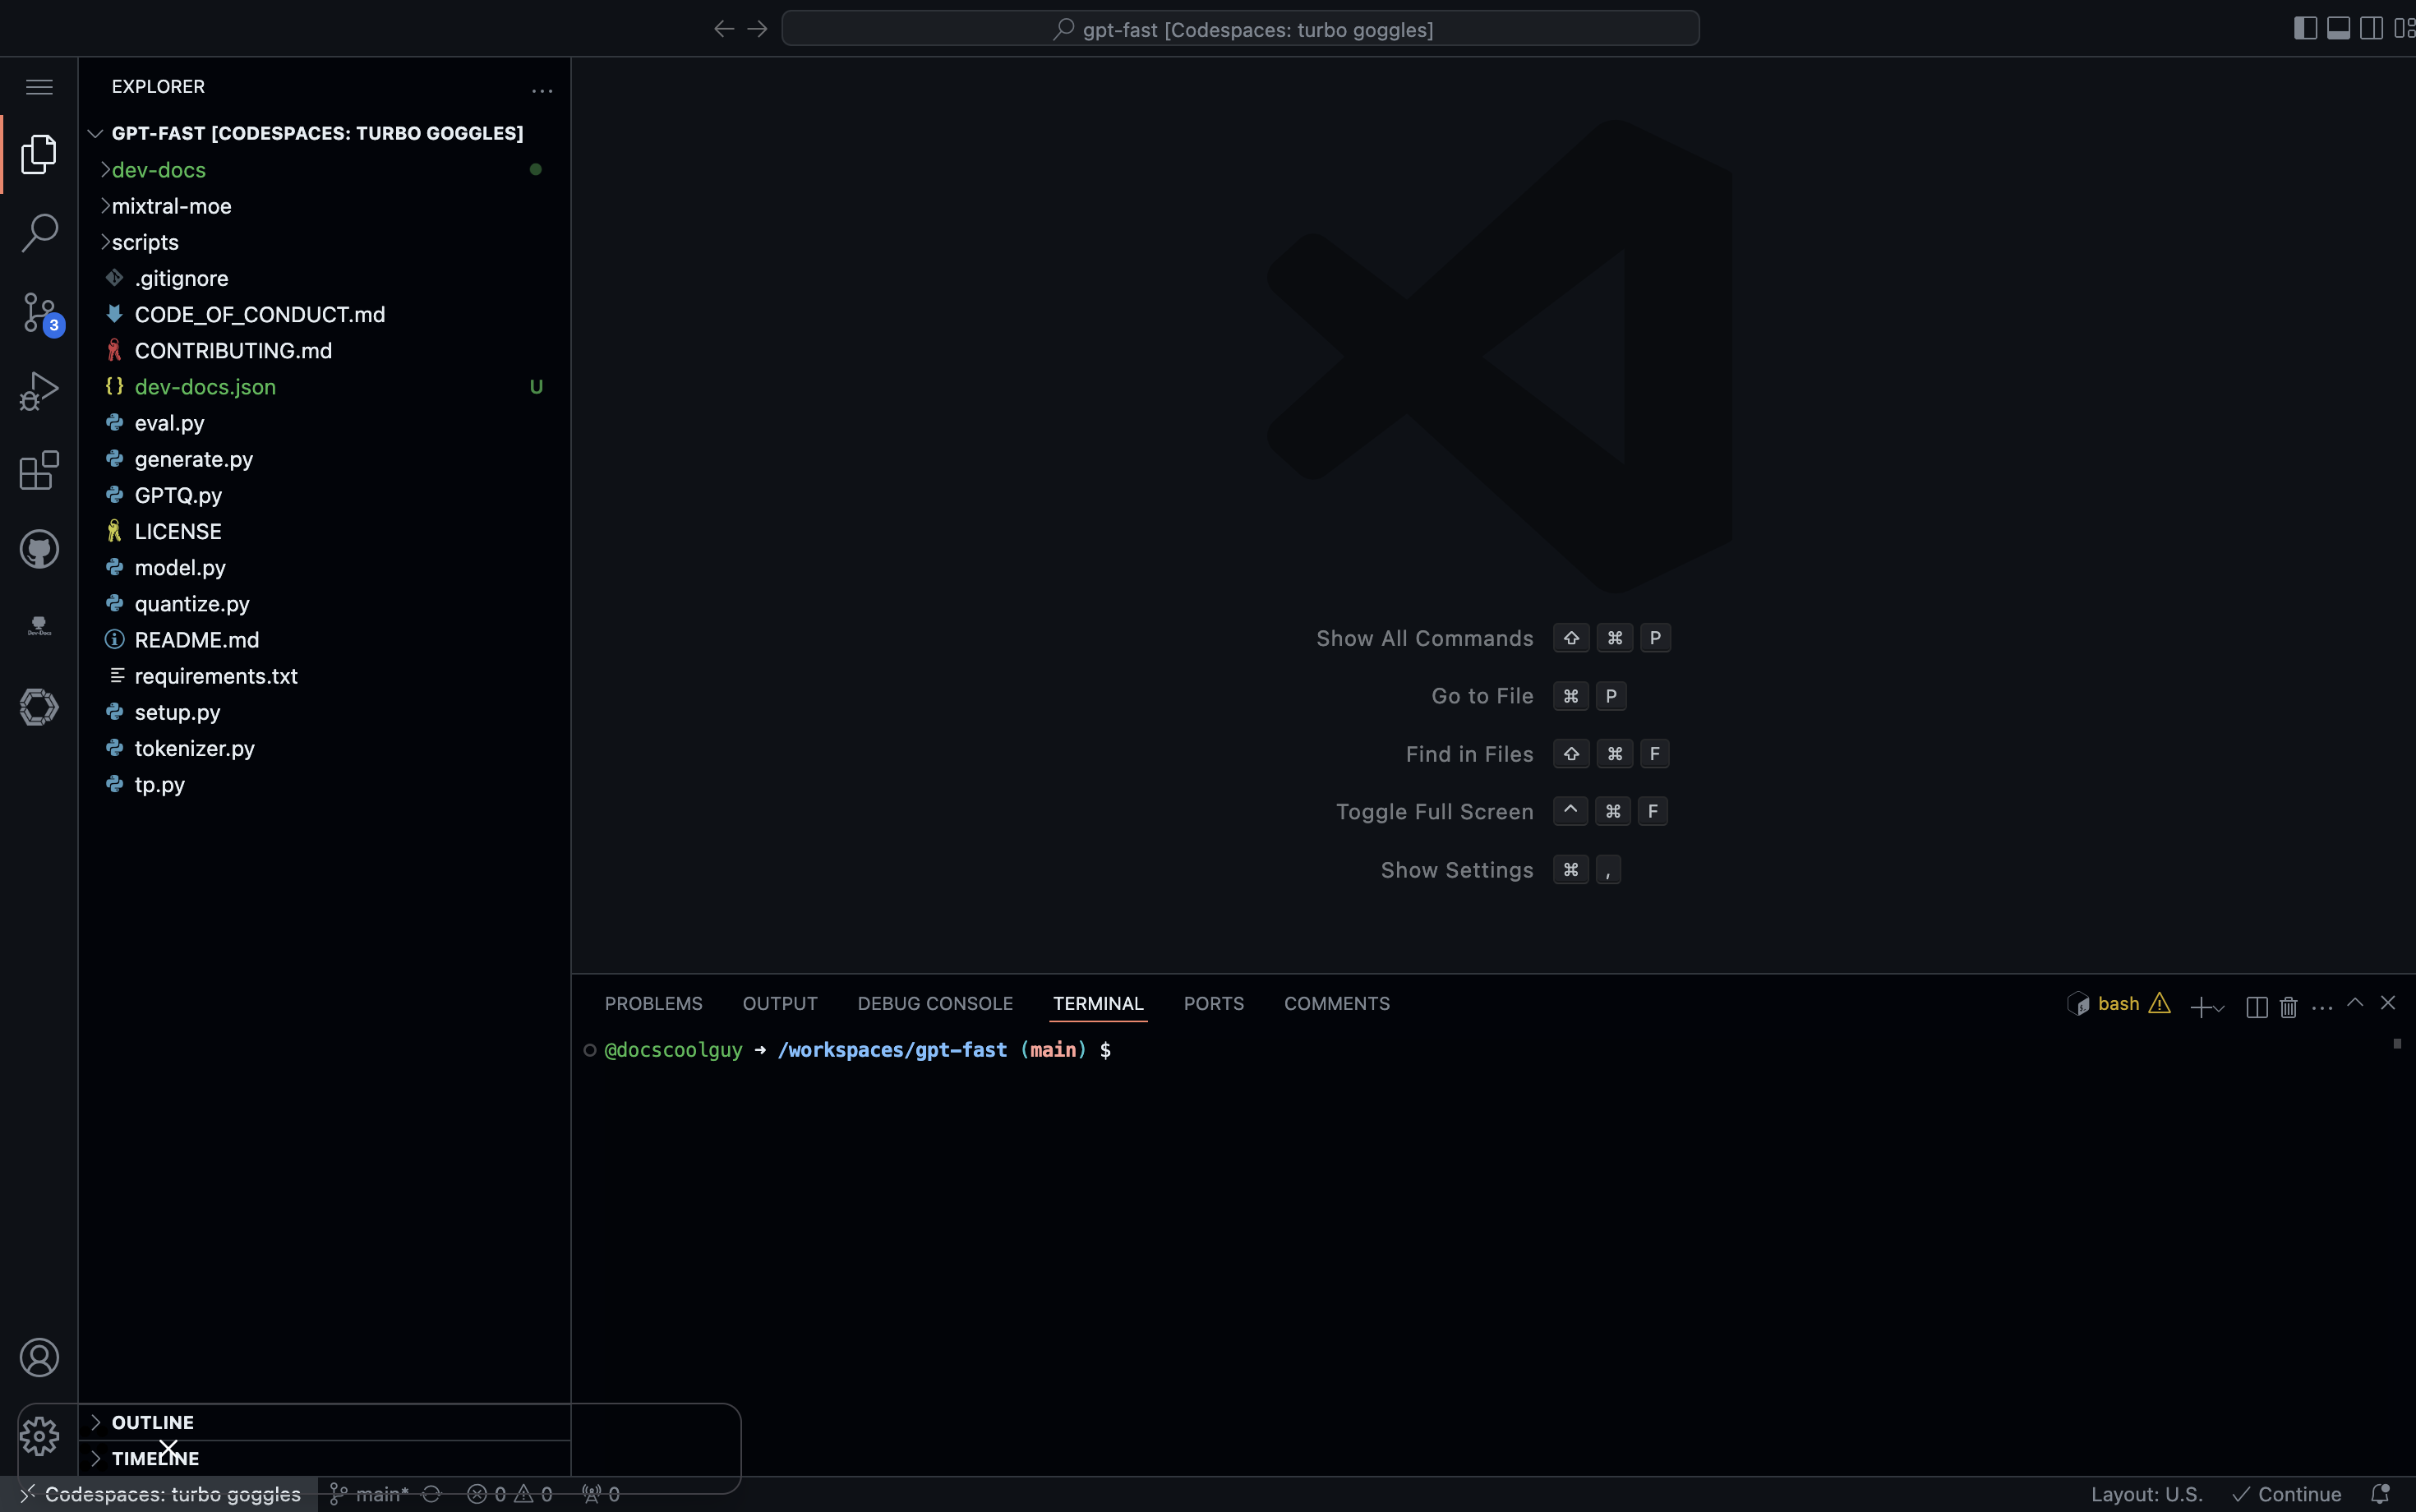 gpt-fast [Codespaces: turbo goggles]
EXPLORER
GPT-FAST [CODESPACES: TURBO GOGGLES]
dev-docs
mixtral-moe
scripts
.gitignore
CODE_OF_CONDUCT.md
CONTRIBUTING.md
{} dev-docs.json U
eval.py
generate.py
GPTQ.py
LICENSE
model.py
quantize.py
README.md
requirements.txt
setup.py
tokenizer.py
tp.py
3
Dev-Docs
Show All Commands ⇧ ⌘ P
Go to File ⌘ P
Find in Files ⇧ ⌘ F
Toggle Full Screen ^ ⌘ F
Show Settings ⌘ ,
PROBLEMS OUTPUT DEBUG CONSOLE TERMINAL PORTS COMMENTS
bash
@docscoolguy → /workspaces/gpt-fast (main) $
OUTLINE
TIMELINE
Codespaces: turbo goggles main* 0 0 0
Layout: U.S. Continue